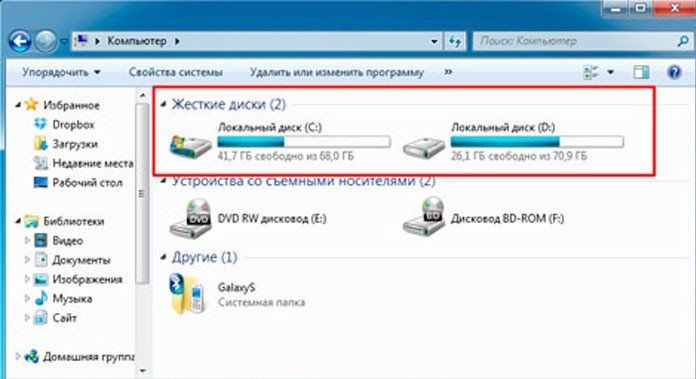 Компьютер
Поиск: Компьютер
Упорядочить Свойства системы Удалить или изменить программу »
Избранное
Dropbox
Загрузки
Недавние места
Рабочий стол
Библиотеки
Видео
Документы
Изображения
Музыка
Сайт
Домашняя группа
Жесткие диски (2)
Локальный диск (C:)
41,7 ГБ свободно из 68,0 ГБ
Локальный диск (D:)
26,1 ГБ свободно из 70,9 ГБ
Устройства со съемными носителями (2)
DVD
DVD RW дисковод (E:)
BD
Дисковод BD-ROM (F:)
Другие (1)
GalaxyS
Системная папка